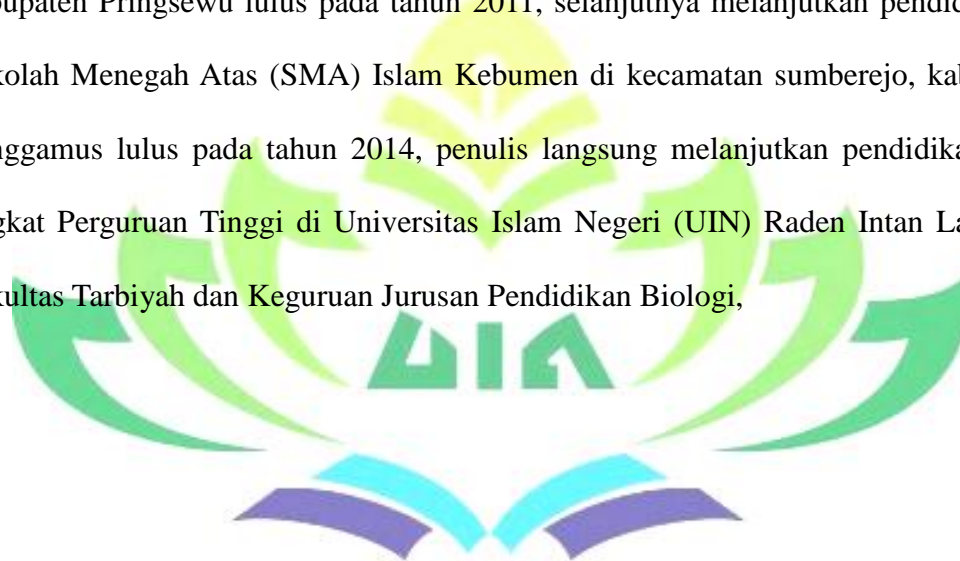 bupaten Pringsewu lulus pada tahun 2011, selanjutnya melanjutkan pendid
kolah Menegah Atas (SMA) Islam Kebumen di kecamatan sumberejo, kab
nggamus lulus pada tahun 2014, penulis langsung melanjutkan pendidika
gkat Perguruan Tinggi di Universitas Islam Negeri (UIN) Raden Intan La
kultas Tarbiyah dan Keguruan Jurusan Pendidikan Biologi,
UIN